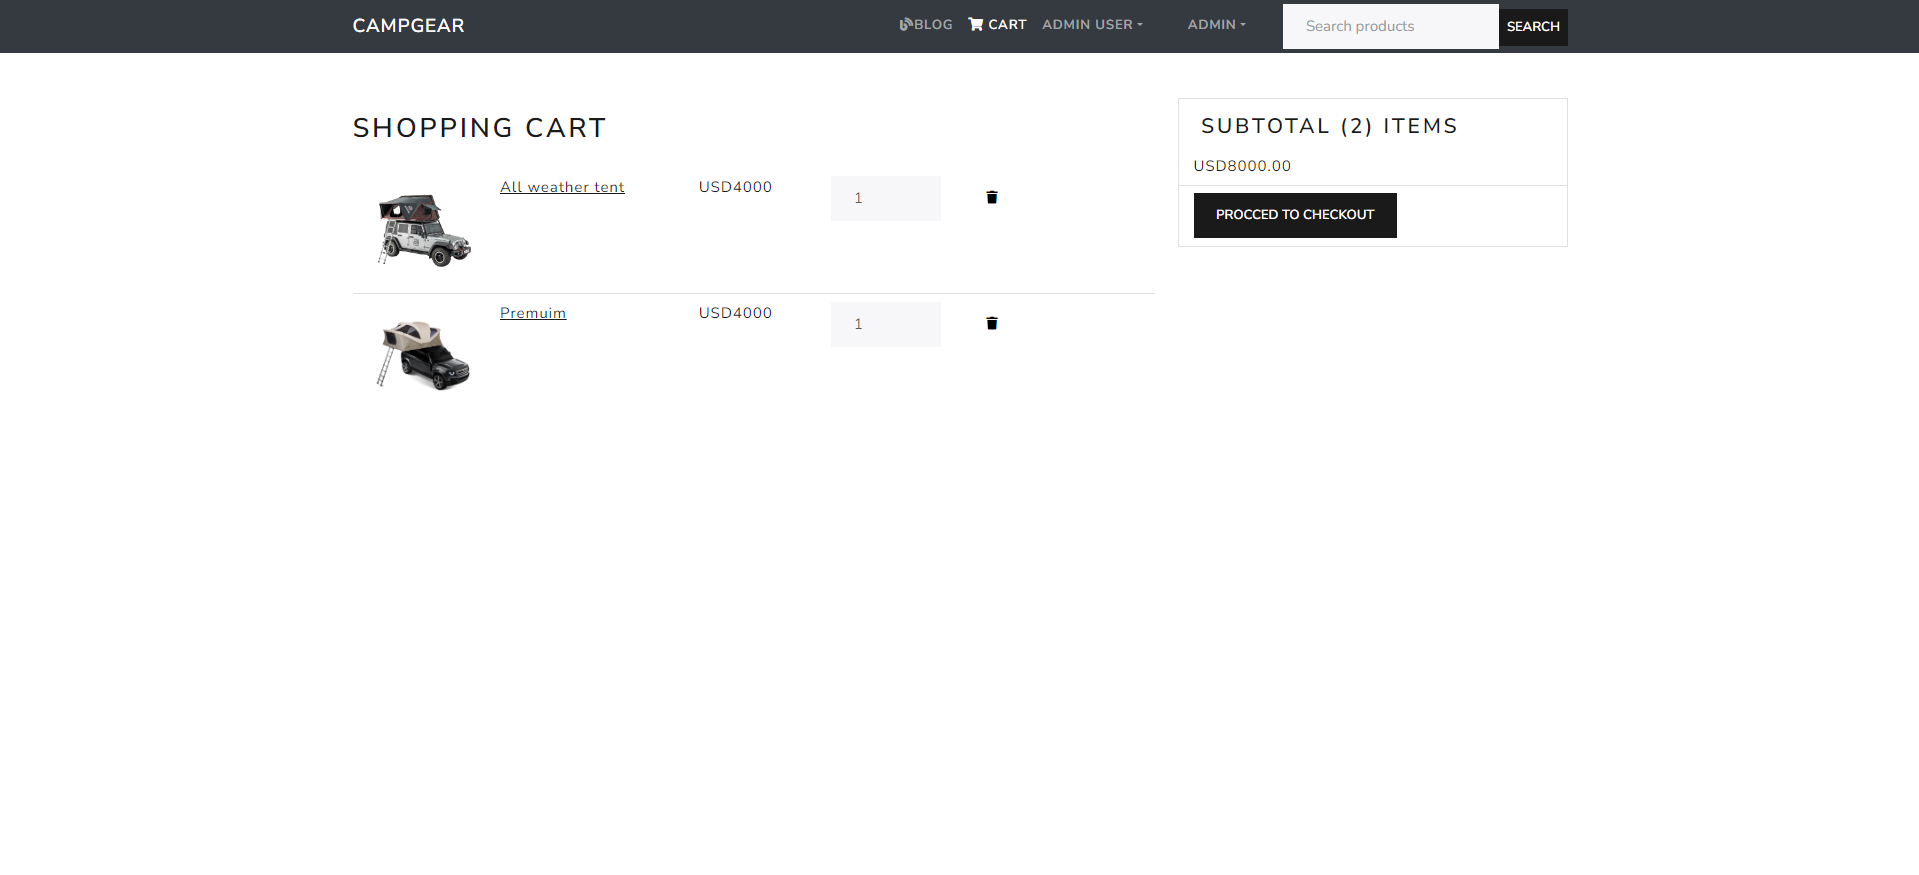 CAMPGEAR
BLOG CART ADMIN USER ADMIN Search products SEARCH
SHOPPING CART
All weather tent USD4000 1
Premuim USD4000 1
SUBTOTAL (2) ITEMS
USD8000.00
PROCCED TO CHECKOUT